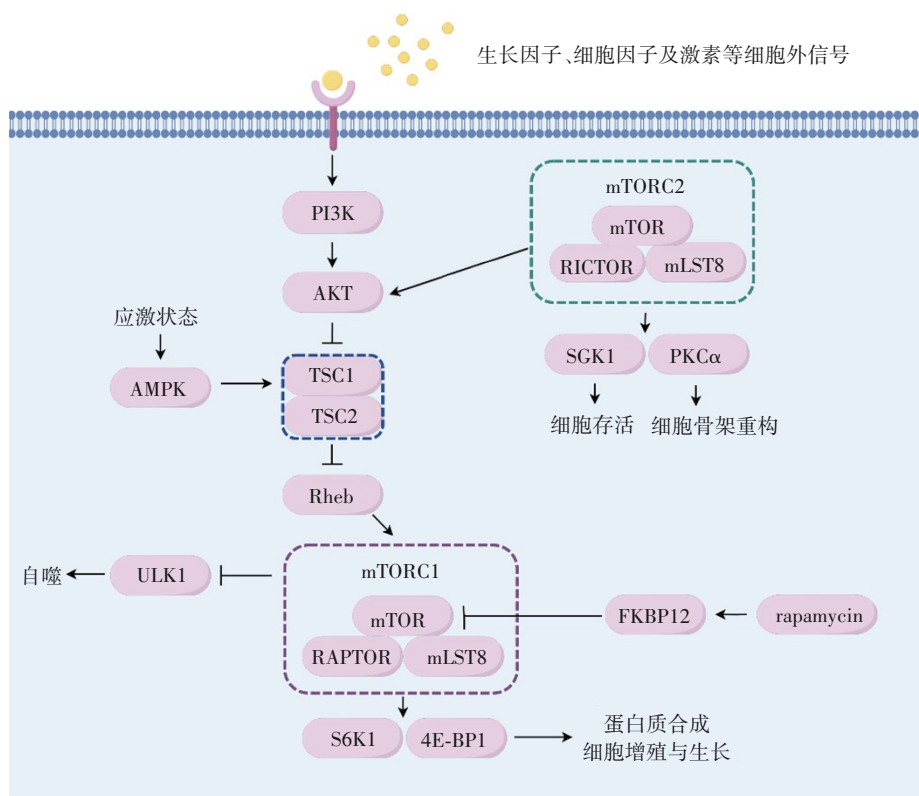 生长因子、细胞因子及激素等细胞外信号
PI3K
mTORC2
mTOR
RICTOR
mLST8
AKT
应激状态
AMPK
TSC1
TSC2
SGK1
PKCα
细胞存活
细胞骨架重构
Rheb
自噬
ULK1
mTORC1
mTOR
RAPTOR
mLST8
FKBP12
rapamycin
S6K1
4E-BP1
蛋白质合成
细胞增殖与生长